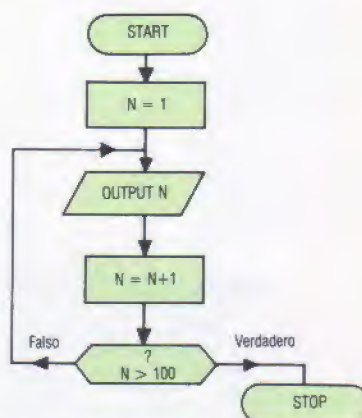 START
N = 1
OUTPUT N
N = N+1
Falso
?
N > 100
Verdadero
STOP